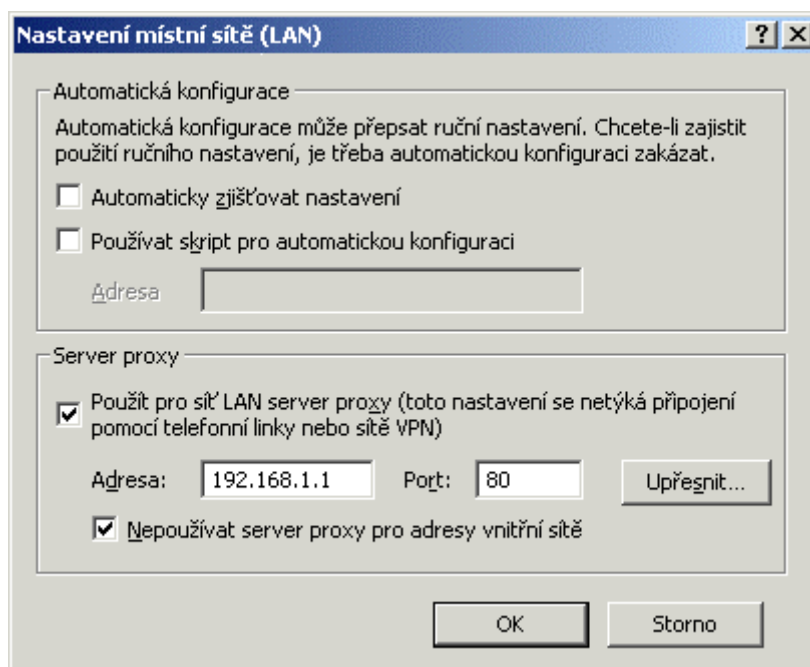 Nastavení místní sítě (LAN)
Automatická konfigurace
Automatická konfigurace může přepsat ruční nastavení. Chcete-li zajistit
použití ručního nastavení, je třeba automatickou konfiguraci zakázat.
Automaticky zjišťovat nastavení
Používat skript pro automatickou konfiguraci
Adresa
Server proxy
Použít pro síť LAN server proxy (toto nastavení se netýká připojení
pomocí telefonní linky nebo sítě VPN)
Adresa: 192.168.1.1 Port: 80 Upřesnit...
Nepoužívat server proxy pro adresy vnitřní sítě
OK Storno